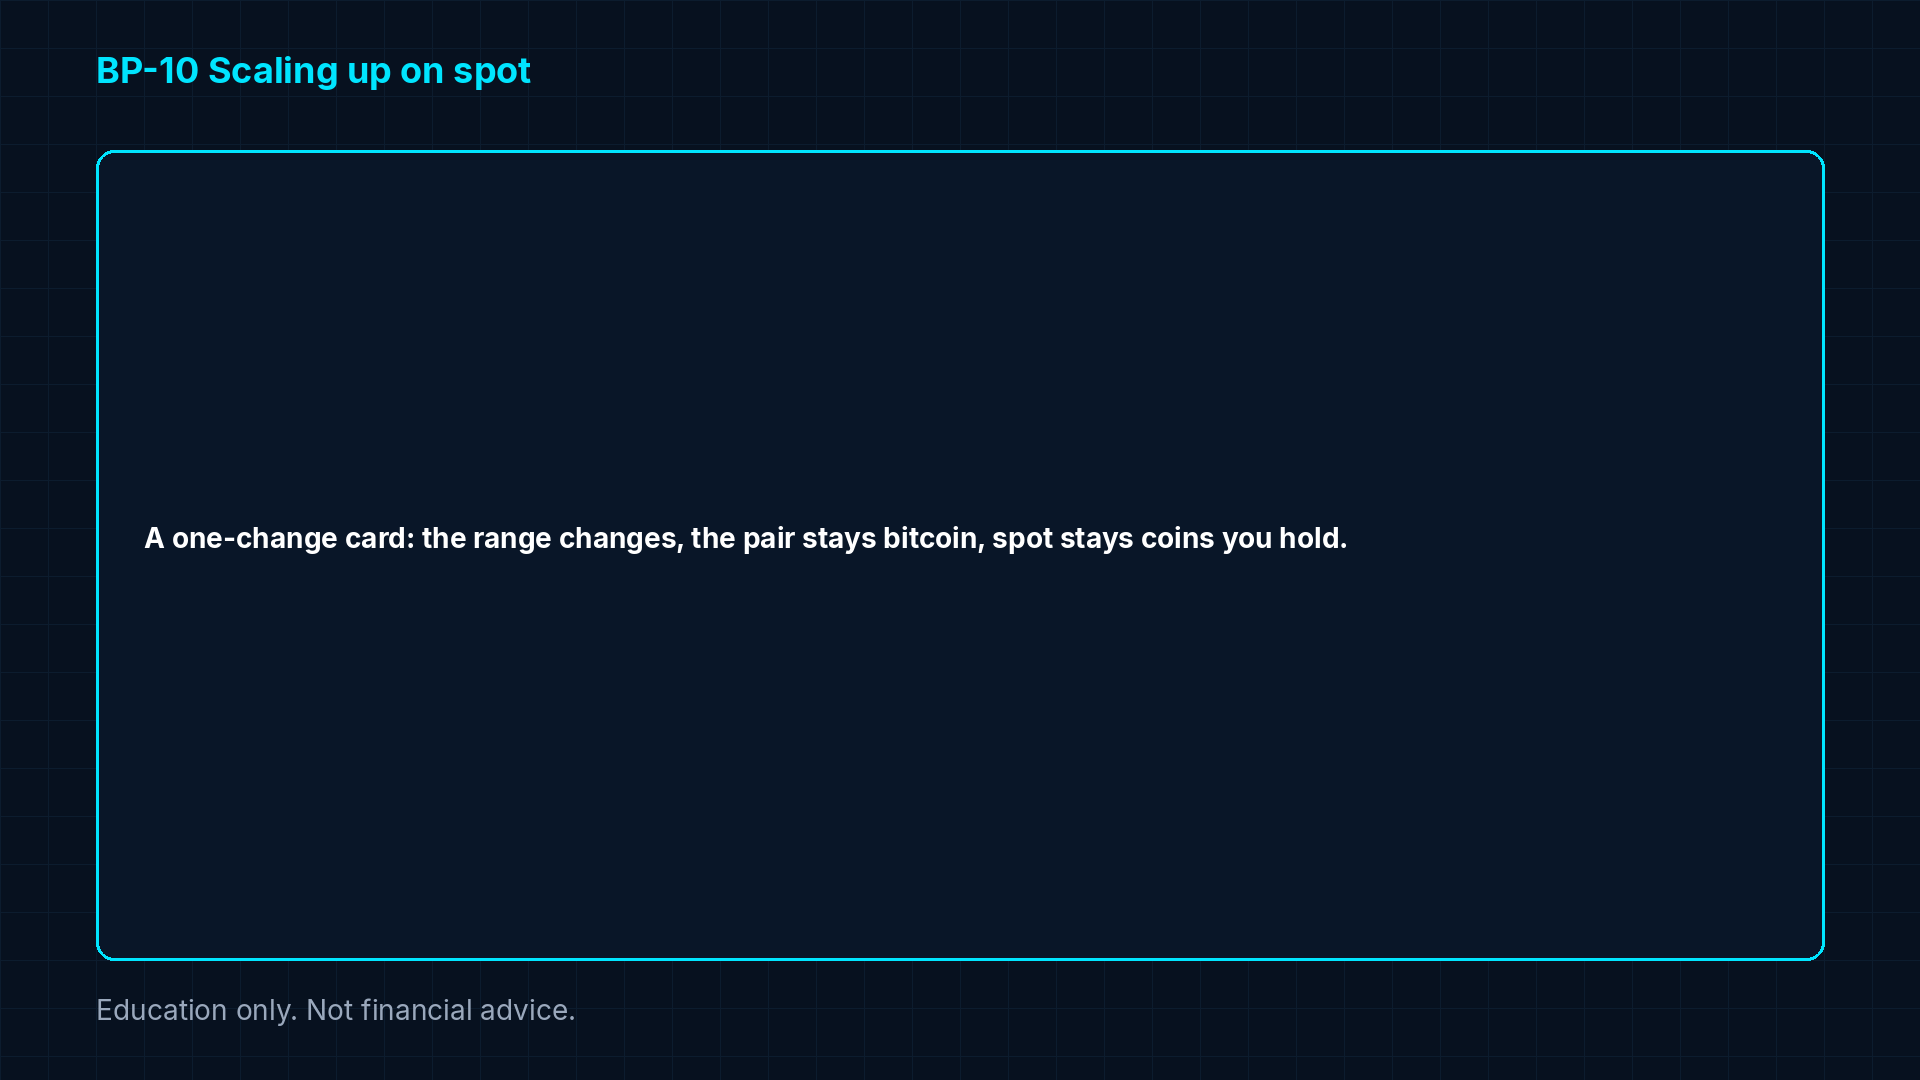 BP-10 Scaling up on spot
A one-change card: the range changes, the pair stays bitcoin, spot stays coins you hold.
Education only. Not financial advice.